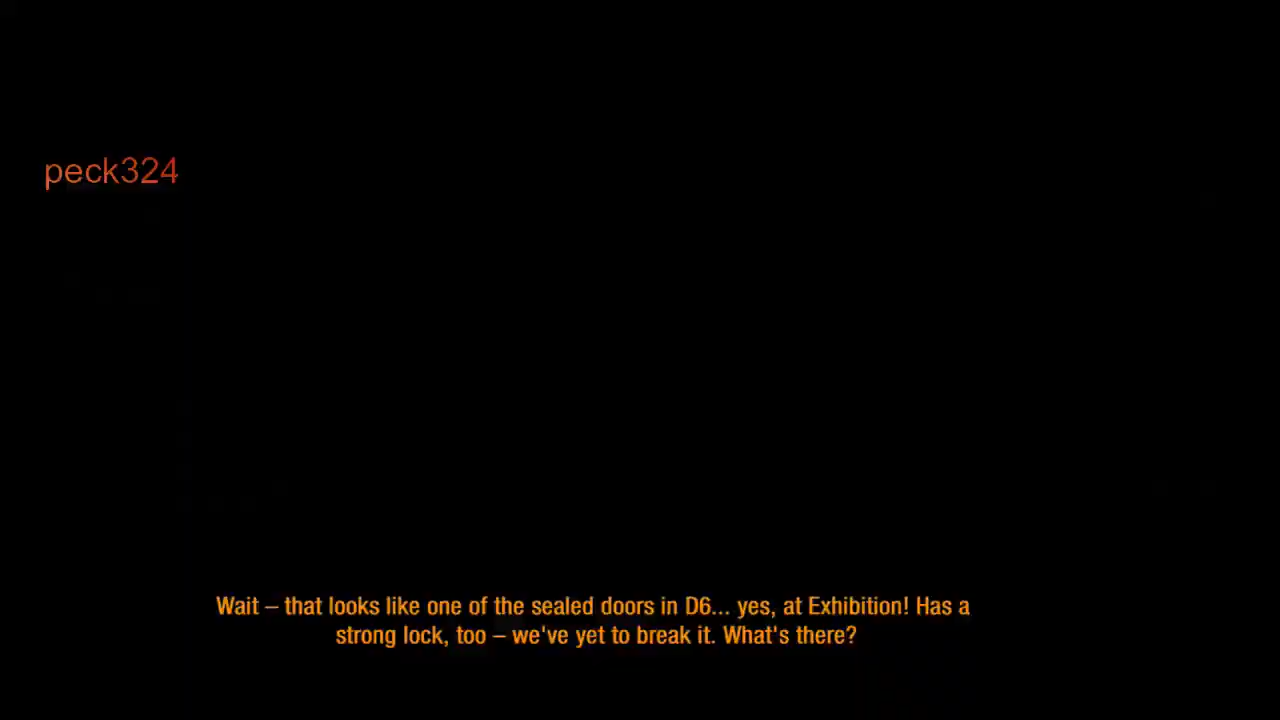 peck324
Wait – that looks like one of the sealed doors in D6... yes, at Exhibition! Has a
strong lock, too – we've yet to break it. What's there?